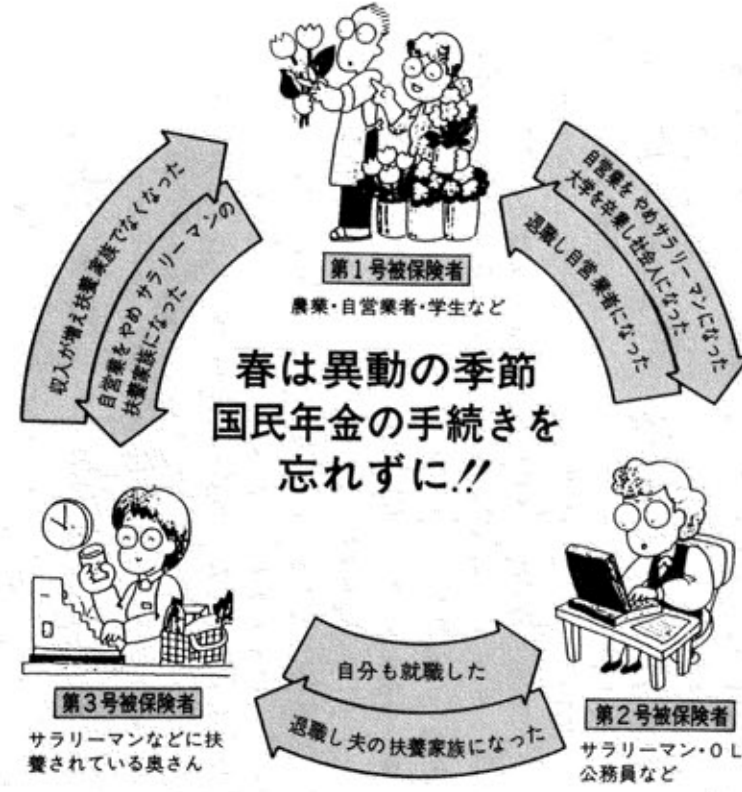 第1号被保険者
農業・自営業者・学生など
収入が増え扶養家族でなくなった
自営業をやめサラリーマンの
扶養家族になった
自営業をやめサラリーマンになった
大学を卒業し社会人になった
退職し自営業者になった
春は異動の季節
国民年金の手続きを
忘れずに!!
第3号被保険者
サラリーマンなどに扶
養されている奥さん
自分も就職した
退職し夫の扶養家族になった
第2号被保険者
サラリーマン・OL
公務員など